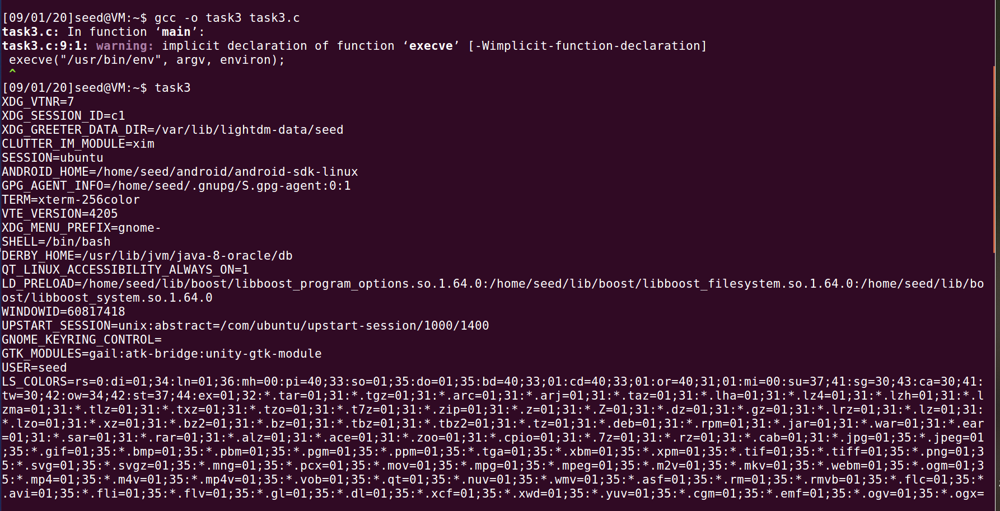 [09/01/20]seed@VM:~$ gcc -o task3 task3.c
task3.c: In function ‘main’:
task3.c:9:1: warning: implicit declaration of function ‘execve’ [-Wimplicit-function-declaration]
 execve("/usr/bin/env", argv, environ);
 ^
[09/01/20]seed@VM:~$ task3
XDG_VTNR=7
XDG_SESSION_ID=c1
XDG_GREETER_DATA_DIR=/var/lib/lightdm-data/seed
CLUTTER_IM_MODULE=xim
SESSION=ubuntu
ANDROID_HOME=/home/seed/android/android-sdk-linux
GPG_AGENT_INFO=/home/seed/.gnupg/S.gpg-agent:0:1
TERM=xterm-256color
VTE_VERSION=4205
XDG_MENU_PREFIX=gnome-
SHELL=/bin/bash
DERBY_HOME=/usr/lib/jvm/java-8-oracle/db
QT_LINUX_ACCESSIBILITY_ALWAYS_ON=1
LD_PRELOAD=/home/seed/lib/boost/libboost_program_options.so.1.64.0:/home/seed/lib/boost/libboost_filesystem.so.1.64.0:/home/seed/lib/bo
ost/libboost_system.so.1.64.0
WINDOWID=60817418
UPSTART_SESSION=unix:abstract=/com/ubuntu/upstart-session/1000/1400
GNOME_KEYRING_CONTROL=
GTK_MODULES=gail:atk-bridge:unity-gtk-module
USER=seed
LS_COLORS=rs=0:di=01;34:ln=01;36:mh=00:pi=40;33:so=01;35:do=01;35:bd=40;33;01:cd=40;33;01:or=40;31;01:mi=00:su=37;41:sg=30;43:ca=30;41:
tw=30;42:ow=34;42:st=37;44:ex=01;32:*.tar=01;31:*.tgz=01;31:*.arc=01;31:*.arj=01;31:*.taz=01;31:*.lha=01;31:*.lz4=01;31:*.lzh=01;31:*.l
zma=01;31:*.tlz=01;31:*.txz=01;31:*.tzo=01;31:*.t7z=01;31:*.zip=01;31:*.z=01;31:*.Z=01;31:*.dz=01;31:*.gz=01;31:*.lrz=01;31:*.lz=01;31:
*.lzo=01;31:*.xz=01;31:*.bz2=01;31:*.bz=01;31:*.tbz=01;31:*.tbz2=01;31:*.tz=01;31:*.deb=01;31:*.rpm=01;31:*.jar=01;31:*.war=01;31:*.ear
=01;31:*.sar=01;31:*.rar=01;31:*.alz=01;31:*.ace=01;31:*.zoo=01;31:*.cpio=01;31:*.7z=01;31:*.rz=01;31:*.cab=01;31:*.jpg=01;35:*.jpeg=01
;35:*.gif=01;35:*.bmp=01;35:*.pbm=01;35:*.pgm=01;35:*.ppm=01;35:*.tga=01;35:*.xbm=01;35:*.xpm=01;35:*.tif=01;35:*.tiff=01;35:*.png=01;3
5:*.svg=01;35:*.svgz=01;35:*.mng=01;35:*.pcx=01;35:*.mov=01;35:*.mpg=01;35:*.mpeg=01;35:*.m2v=01;35:*.mkv=01;35:*.webm=01;35:*.ogm=01;3
5:*.mp4=01;35:*.m4v=01;35:*.mp4v=01;35:*.vob=01;35:*.qt=01;35:*.nuv=01;35:*.wmv=01;35:*.asf=01;35:*.rm=01;35:*.rmvb=01;35:*.flc=01;35:*
.avi=01;35:*.fli=01;35:*.flv=01;35:*.gl=01;35:*.dl=01;35:*.xcf=01;35:*.xwd=01;35:*.yuv=01;35:*.cgm=01;35:*.emf=01;35:*.ogv=01;35:*.ogx=